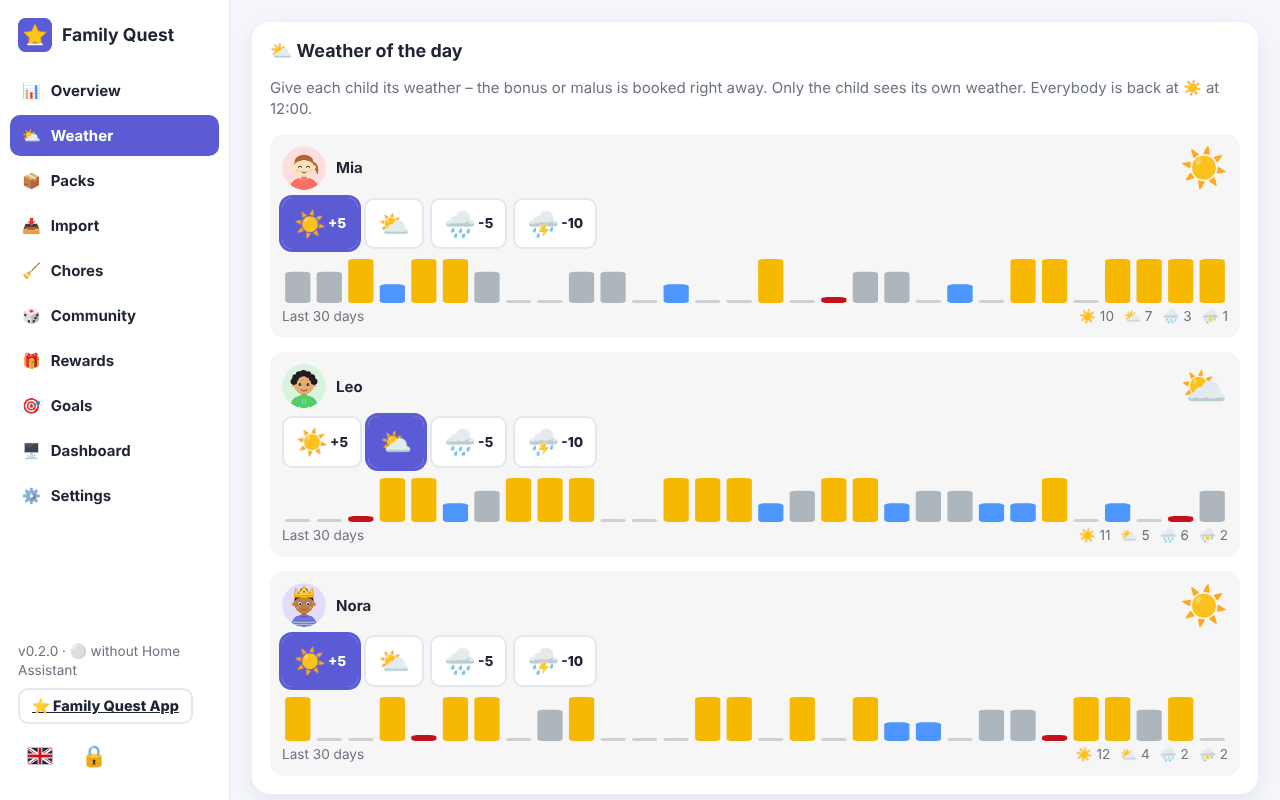 Family Quest
Overview
Weather
Packs
Import
Chores
Community
Rewards
Goals
Dashboard
Settings
v0.2.0 · without Home
Assistant
Family Quest App
Weather of the day
Give each child its weather – the bonus or malus is booked right away. Only the child sees its own weather. Everybody is back at ☀️ at
12:00.
Mia
+5 -5 -10
Last 30 days 10 7 3 1
Leo
+5 -5 -10
Last 30 days 11 5 6 2
Nora
+5 -5 -10
Last 30 days 12 4 2 2